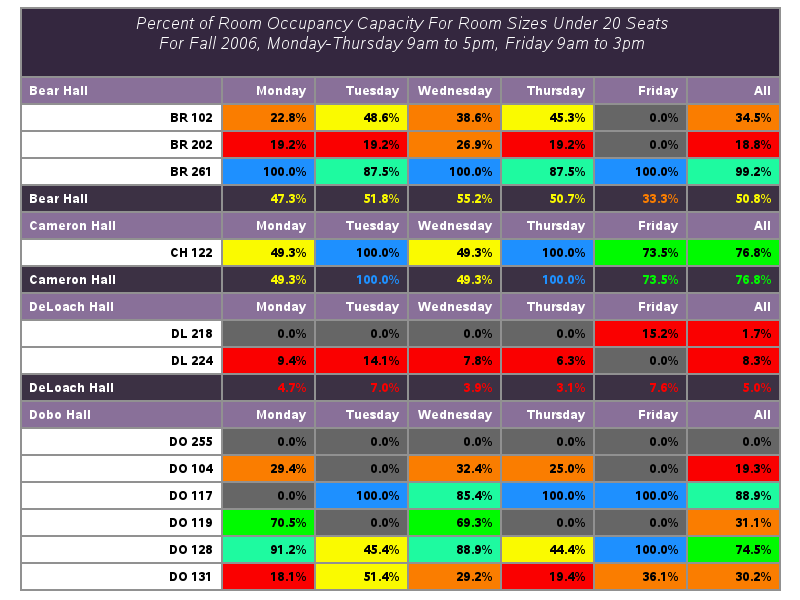 Percent of Room Occupancy Capacity For Room Sizes Under 20 Seats
For Fall 2006, Monday-Thursday 9am to 5pm, Friday 9am to 3pm
Bear Hall Monday Tuesday Wednesday Thursday Friday All
BR 102 22.8% 48.6% 38.6% 45.3% 0.0% 34.5%
BR 202 19.2% 19.2% 26.9% 19.2% 0.0% 18.8%
BR 261 100.0% 87.5% 100.0% 87.5% 100.0% 99.2%
Bear Hall 47.3% 51.8% 55.2% 50.7% 33.3% 50.8%
Cameron Hall Monday Tuesday Wednesday Thursday Friday All
CH 122 49.3% 100.0% 49.3% 100.0% 73.5% 76.8%
Cameron Hall 49.3% 100.0% 49.3% 100.0% 73.5% 76.8%
DeLoach Hall Monday Tuesday Wednesday Thursday Friday All
DL 218 0.0% 0.0% 0.0% 0.0% 15.2% 1.7%
DL 224 9.4% 14.1% 7.8% 6.3% 0.0% 8.3%
DeLoach Hall 4.7% 7.0% 3.9% 3.1% 7.6% 5.0%
Dobo Hall Monday Tuesday Wednesday Thursday Friday All
DO 255 0.0% 0.0% 0.0% 0.0% 0.0% 0.0%
DO 104 29.4% 0.0% 32.4% 25.0% 0.0% 19.3%
DO 117 0.0% 100.0% 85.4% 100.0% 100.0% 88.9%
DO 119 70.5% 0.0% 69.3% 0.0% 0.0% 31.1%
DO 128 91.2% 45.4% 88.9% 44.4% 100.0% 74.5%
DO 131 18.1% 51.4% 29.2% 19.4% 36.1% 30.2%